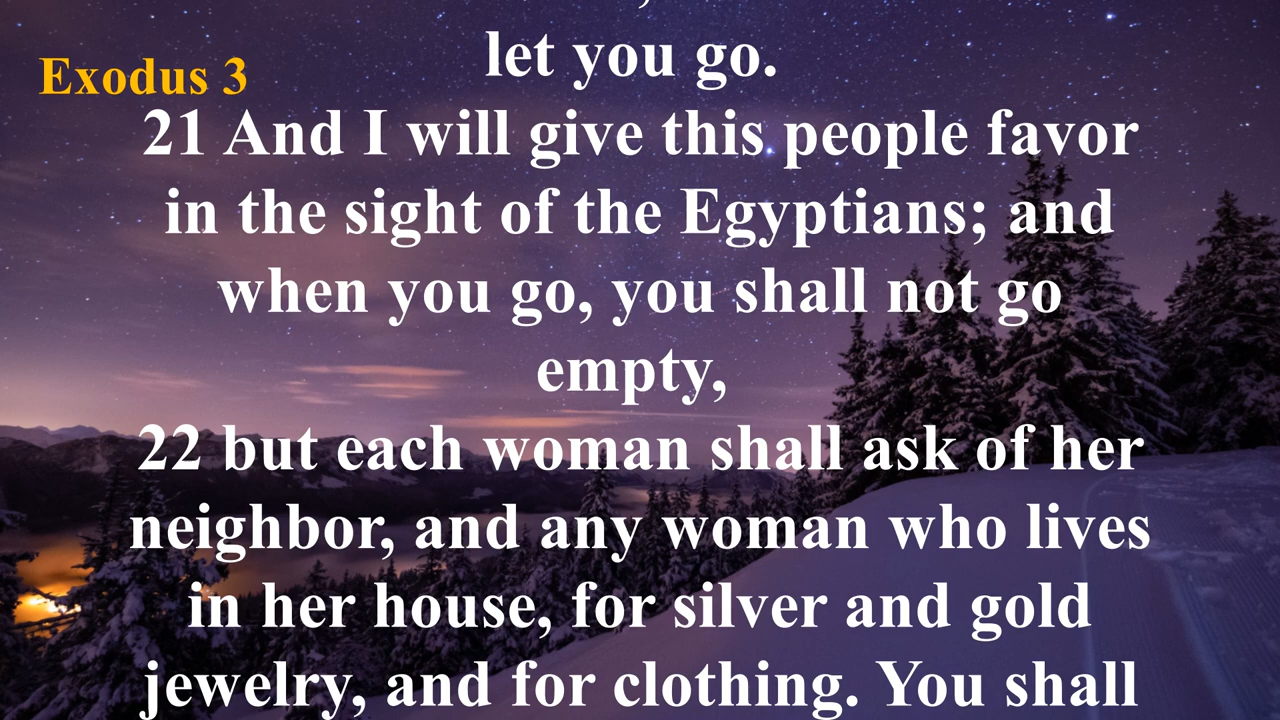 let you go.
Exodus 3
21 And I will give this people favor
in the sight of the Egyptians; and
when you go, you shall not go
empty,
22 but each woman shall ask of her
neighbor, and any woman who lives
in her house, for silver and gold
jewelry, and for clothing. You shall